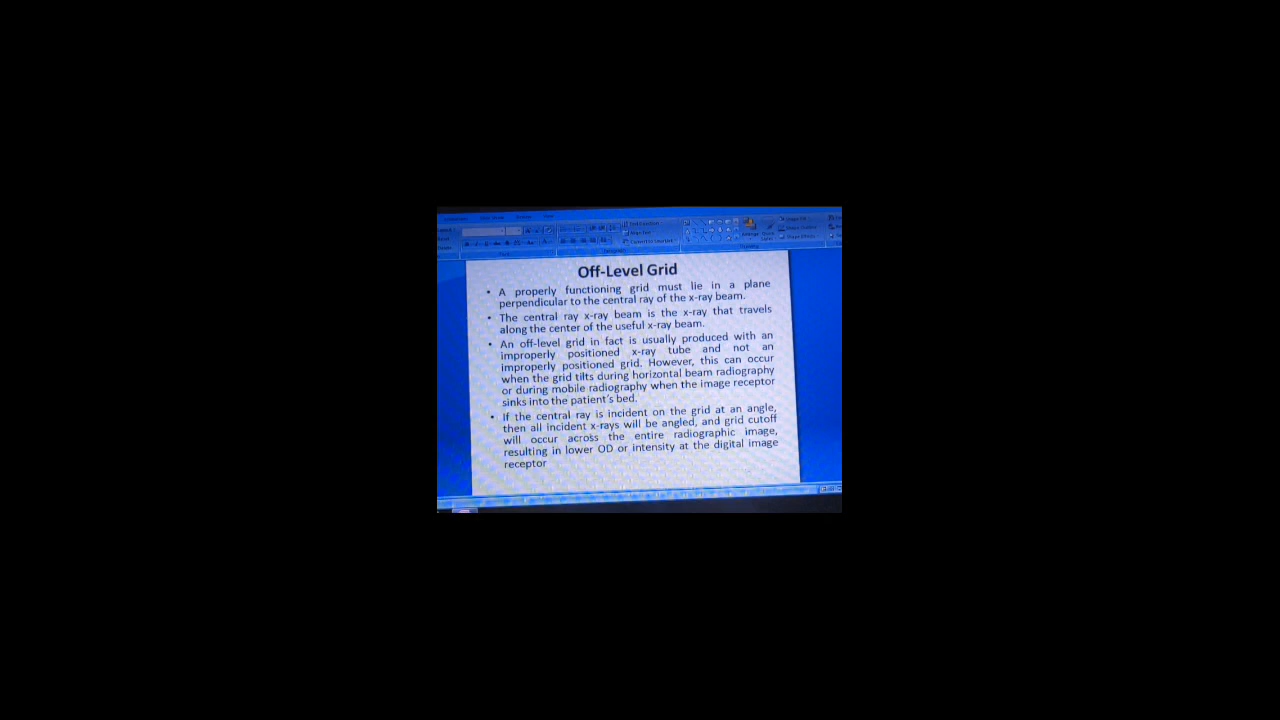 Off-Level Grid
• A properly functioning grid must lie in a plane
perpendicular to the central ray of the x-ray beam.
• The central ray x-ray beam is the x-ray that travels
along the center of the useful x-ray beam.
• An off-level grid in fact is usually produced with an
improperly positioned x-ray tube and not an
improperly positioned grid. However, this can occur
when the grid tilts during horizontal beam radiography
or during mobile radiography when the image receptor
sinks into the patient's bed.
• If the central ray is incident on the grid at an angle,
then all incident x-rays will be angled, and grid cutoff
will occur across the entire radiographic image,
resulting in lower OD or intensity at the digital image
receptor